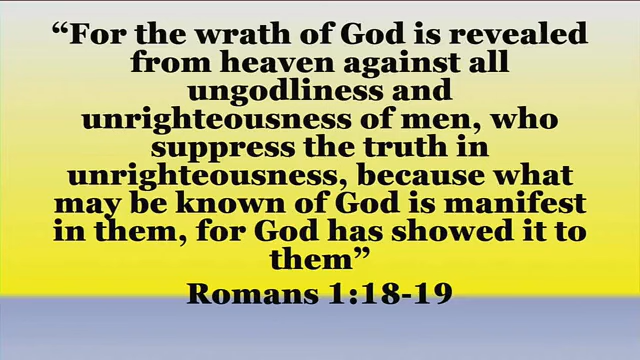 “For the wrath of God is revealed
from heaven against all
ungodliness and
unrighteousness of men, who
suppress the truth in
unrighteousness, because what
may be known of God is manifest
in them, for God has showed it to
them”
Romans 1:18-19